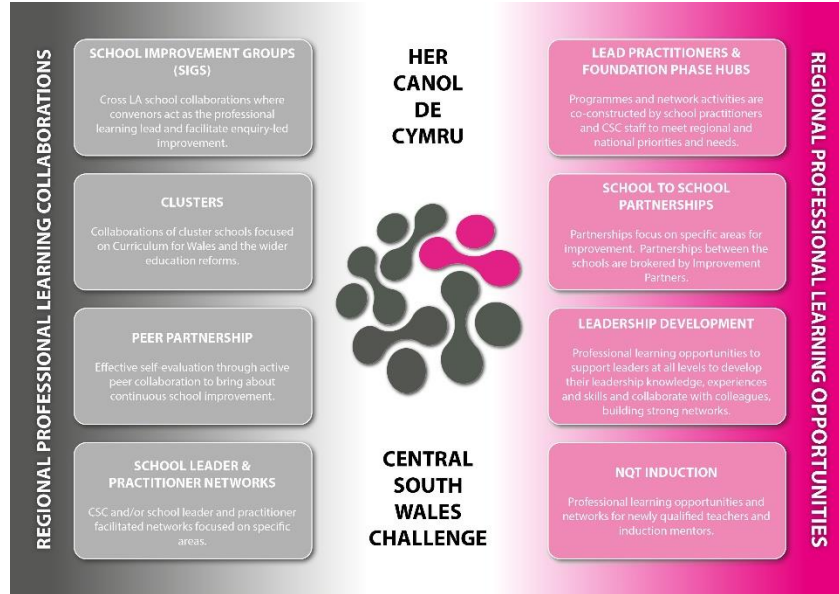 REGIONAL PROFESSIONAL LEARNING COLLABORATIONS
SCHOOL IMPROVEMENT GROUPS
(SIGS)
Cross LA school collaborations where
convenors act as the professional
learning lead and facilitate enquiry-led
improvement.
CLUSTERS
Collaborations of cluster schools focused
on Curriculum for Wales and the wider
education reforms.
PEER PARTNERSHIP
Effective self-evaluation through active
peer collaboration to bring about
continuous school improvement.
SCHOOL LEADER &
PRACTITIONER NETWORKS
CSC and/or school leader and practitioner
facilitated networks focused on specific
areas.
HER
CANOL
DE
CYMRU
CENTRAL
SOUTH
WALES
CHALLENGE
LEAD PRACTITIONERS &
FOUNDATION PHASE HUBS
Programmes and network activities are
co-constructed by school practitioners
and CSC staff to meet regional and
national priorities and needs.
SCHOOL TO SCHOOL
PARTNERSHIPS
Partnerships focus on specific areas for
improvement. Partnerships between the
schools are brokered by Improvement
Partners.
LEADERSHIP DEVELOPMENT
Professional learning opportunities to
support leaders at all levels to develop
their leadership knowledge, experiences
and skills and collaborate with colleagues,
building strong networks.
NQT INDUCTION
Professional learning opportunities and
networks for newly qualified teachers and
induction mentors.
REGIONAL PROFESSIONAL LEARNING OPPORTUNITIES